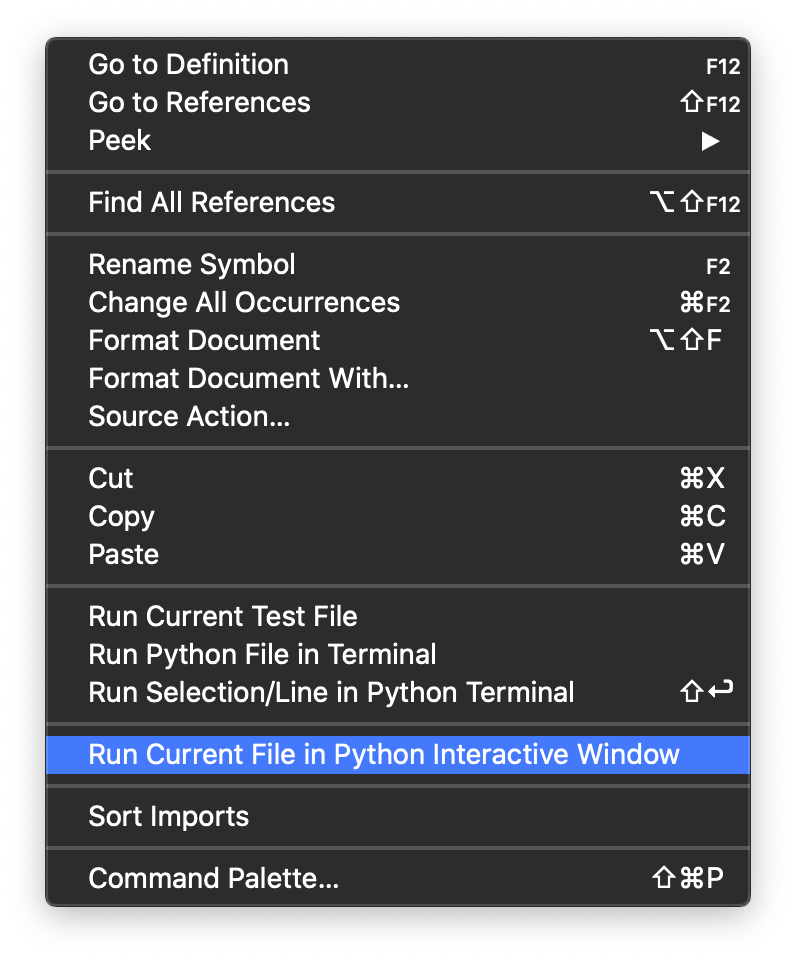 Go to Definition F12
Go to References ⇧F12
Peek ▶
Find All References ⌥⇧F12
Rename Symbol F2
Change All Occurrences ⌘F2
Format Document ⌥⇧F
Format Document With...
Source Action...
Cut ⌘X
Copy ⌘C
Paste ⌘V
Run Current Test File
Run Python File in Terminal
Run Selection/Line in Python Terminal ⇧↩
Run Current File in Python Interactive Window
Sort Imports
Command Palette... ⇧⌘P